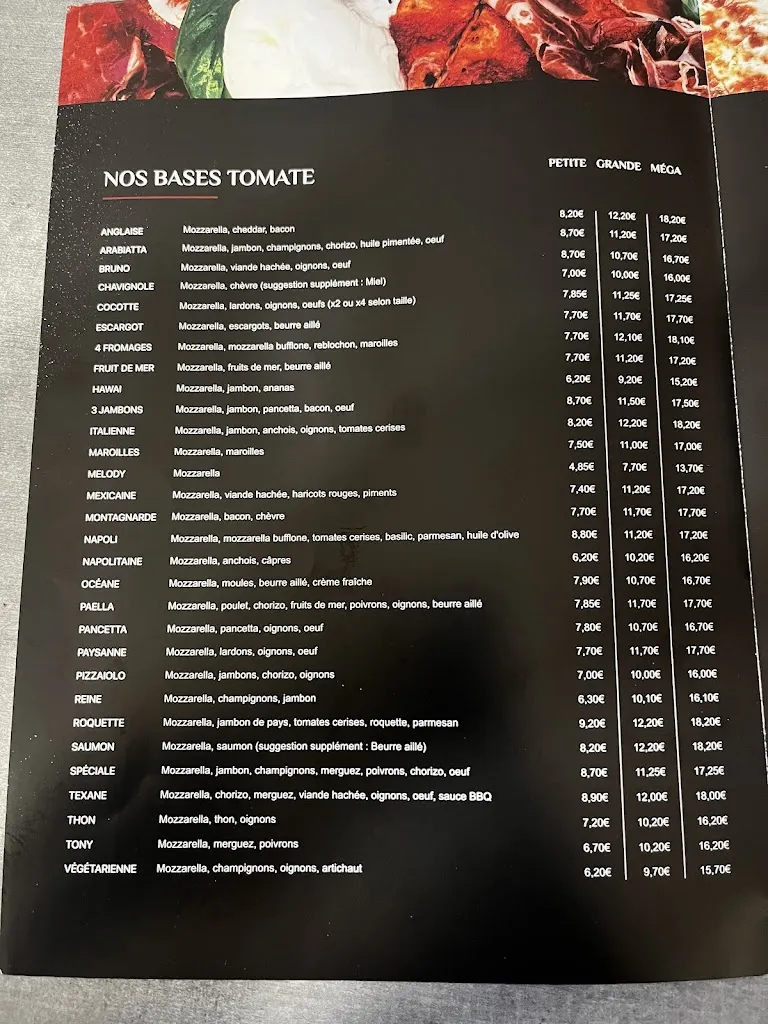 NOS BASES TOMATE PETITE GRANDE MÉGA
ANGLAISE Mozzarella, cheddar, bacon 8,20€ 12,20€ 18,20€
ARABIATTA Mozzarella, jambon, champignons, chorizo, huile pimentée, oeuf 8,70€ 11,20€ 17,20€
BRUNO Mozzarella, viande hachée, oignons, oeuf 8,70€ 10,70€ 16,70€
CHAVIGNOLE Mozzarella, chèvre (suggestion supplément : Miel) 7,00€ 10,00€ 16,00€
COCOTTE Mozzarella, lardons, oignons, oeufs (x2 ou x4 selon taille) 7,85€ 11,25€ 17,25€
ESCARGOT Mozzarella, escargots, beurre aillé 7,70€ 11,70€ 17,70€
4 FROMAGES Mozzarella, mozzarella bufflone, reblochon, maroilles 7,70€ 12,10€ 18,10€
FRUIT DE MER Mozzarella, fruits de mer, beurre aillé 7,70€ 11,20€ 17,20€
HAWAI Mozzarella, jambon, ananas 6,20€ 9,20€ 15,20€
3 JAMBONS Mozzarella, jambon, pancetta, bacon, oeuf 8,70€ 11,50€ 17,50€
ITALIENNE Mozzarella, jambon, anchois, oignons, tomates cerises 8,20€ 12,20€ 18,20€
MAROILLES Mozzarella, maroilles 7,50€ 11,00€ 17,00€
MELODY Mozzarella 4,85€ 7,70€ 13,70€
MEXICAINE Mozzarella, viande hachée, haricots rouges, piments 7,40€ 11,20€ 17,20€
MONTAGNARDE Mozzarella, bacon, chèvre 7,70€ 11,70€ 17,70€
NAPOLI Mozzarella, mozzarella bufflone, tomates cerises, basilic, parmesan, huile d'olive 8,80€ 11,20€ 17,20€
NAPOLITAINE Mozzarella, anchois, câpres 6,20€ 10,20€ 16,20€
OCÉANE Mozzarella, moules, beurre aillé, crème fraîche 7,90€ 10,70€ 16,70€
PAELLA Mozzarella, poulet, chorizo, fruits de mer, poivrons, oignons, beurre aillé 7,85€ 11,70€ 17,70€
PANCETTA Mozzarella, pancetta, oignons, oeuf 7,80€ 10,70€ 16,70€
PAYSANNE Mozzarella, lardons, oignons, oeuf 7,70€ 11,70€ 17,70€
PIZZAIOLO Mozzarella, jambons, chorizo, oignons 7,00€ 10,00€ 16,00€
REINE Mozzarella, champignons, jambon 6,30€ 10,10€ 16,10€
ROQUETTE Mozzarella, jambon de pays, tomates cerises, roquette, parmesan 9,20€ 12,20€ 18,20€
SAUMON Mozzarella, saumon (suggestion supplément : Beurre aillé) 8,20€ 12,20€ 18,20€
SPÉCIALE Mozzarella, jambon, champignons, merguez, poivrons, chorizo, oeuf 8,70€ 11,25€ 17,25€
TEXANE Mozzarella, chorizo, merguez, viande hachée, oignons, oeuf, sauce BBQ 8,90€ 12,00€ 18,00€
THON Mozzarella, thon, oignons 7,20€ 10,20€ 16,20€
TONY Mozzarella, merguez, poivrons 6,70€ 10,20€ 16,20€
VÉGÉTARIENNE Mozzarella, champignons, oignons, artichaut 6,20€ 9,70€ 15,70€